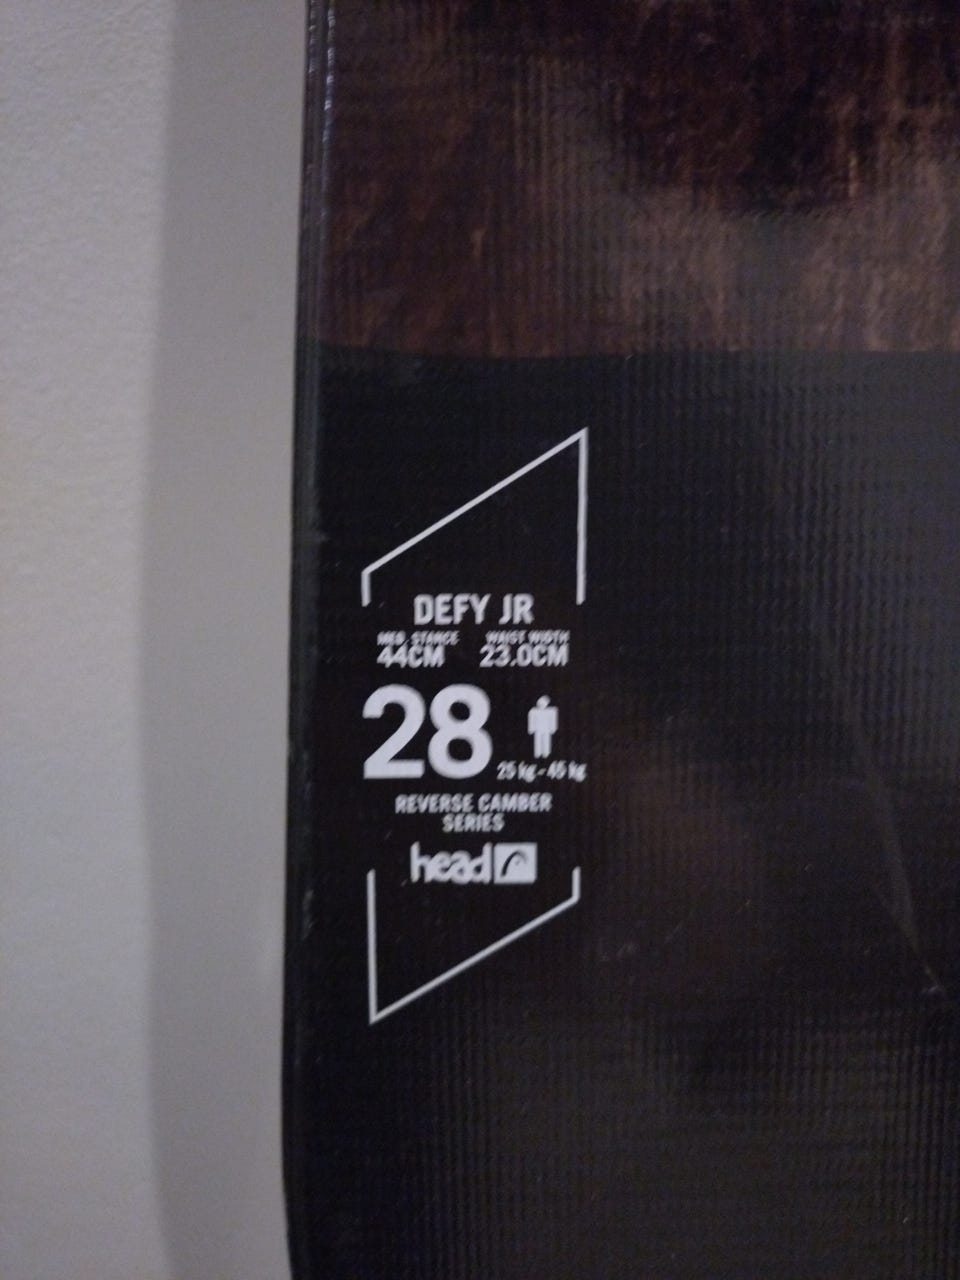 DEFY JR
MED. STANCE WAIST WIDTH
44CM 23.0CM
28
25 kg - 45 kg
REVERSE CAMBER
SERIES
head